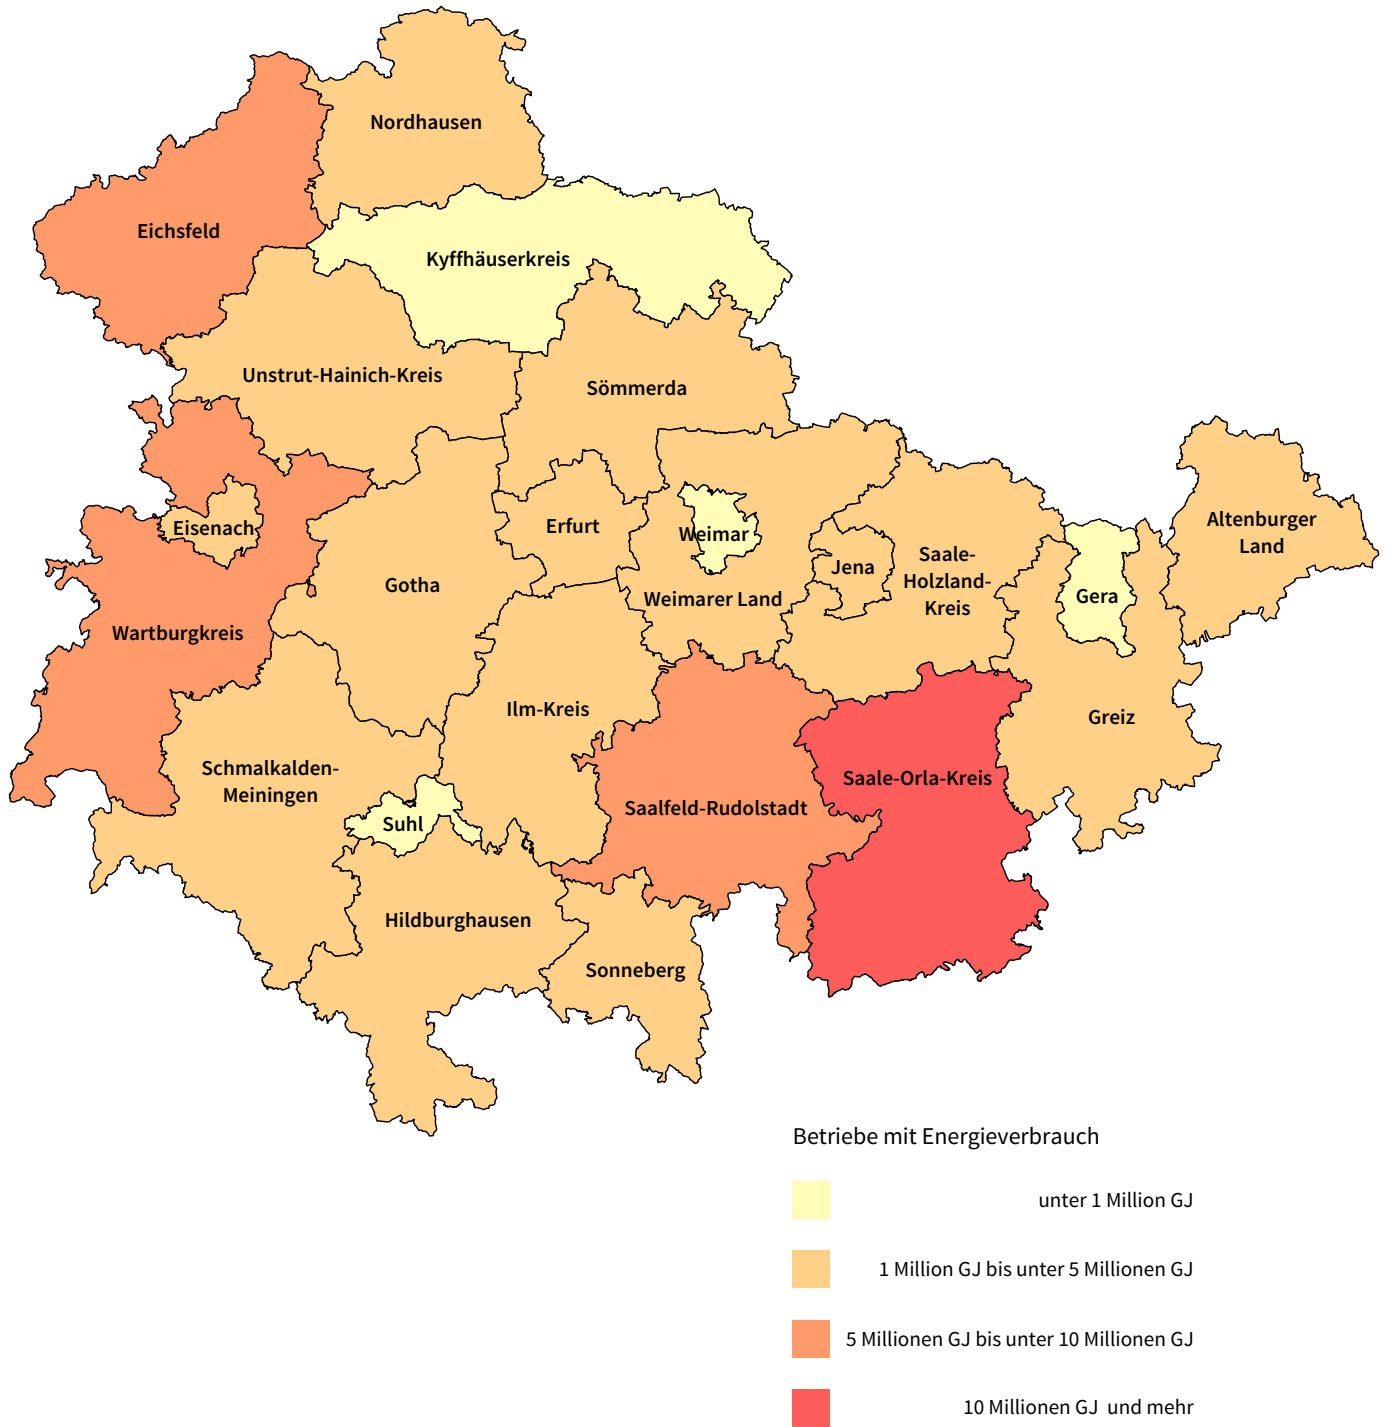 Nordhausen
Eichsfeld
Kyffhäuserkreis
Unstrut-Hainich-Kreis
Sömmerda
Eisenach
Erfurt
Weimar
Altenburger
Land
Gotha
Jena
Saale-
Holzland-
Kreis
Weimarer Land
Gera
Wartburgkreis
Ilm-Kreis
Greiz
Schmalkalden-
Meiningen
Saale-Orla-Kreis
Saalfeld-Rudolstadt
Suhl
Hildburghausen
Sonneberg
Betriebe mit Energieverbrauch
unter 1 Million GJ
1 Million GJ bis unter 5 Millionen GJ
5 Millionen GJ bis unter 10 Millionen GJ
10 Millionen GJ  und mehr